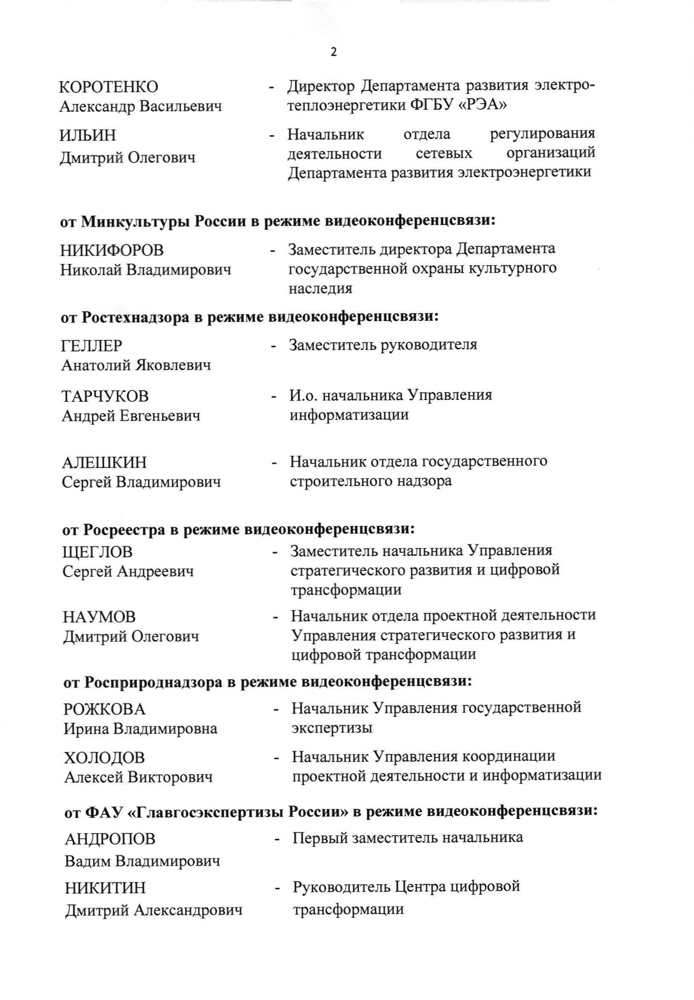 2
КОРОТЕНКО - Директор Департамента развития электро-
Александр Васильевич теплоэнергетики ФГБУ «РЭА»
ИЛЬИН - Начальник отдела регулирования
Дмитрий Олегович деятельности сетевых организаций
Департамента развития электроэнергетики
от Минкультуры России в режиме видеоконференцсвязи:
НИКИФОРОВ - Заместитель директора Департамента
Николай Владимирович государственной охраны культурного
наследия
от Ростехнадзора в режиме видеоконференцсвязи:
ГЕЛЛЕР - Заместитель руководителя
Анатолий Яковлевич
ТАРЧУКОВ - И.о. начальника Управления
Андрей Евгеньевич информатизации
АЛЕШКИН - Начальник отдела государственного
Сергей Владимирович строительного надзора
от Росреестра в режиме видеоконференцсвязи:
ЩЕГЛОВ - Заместитель начальника Управления
Сергей Андреевич стратегического развития и цифровой
трансформации
НАУМОВ - Начальник отдела проектной деятельности
Дмитрий Олегович Управления стратегического развития и
цифровой трансформации
от Росприроднадзора в режиме видеоконференцсвязи:
РОЖКОВА - Начальник Управления государственной
Ирина Владимировна экспертизы
ХОЛОДОВ - Начальник Управления координации
Алексей Викторович проектной деятельности и информатизации
от ФАУ «Главгосэкспертизы России» в режиме видеоконференцсвязи:
АНДРОПОВ - Первый заместитель начальника
Вадим Владимирович
НИКИТИН - Руководитель Центра цифровой
Дмитрий Александрович трансформации